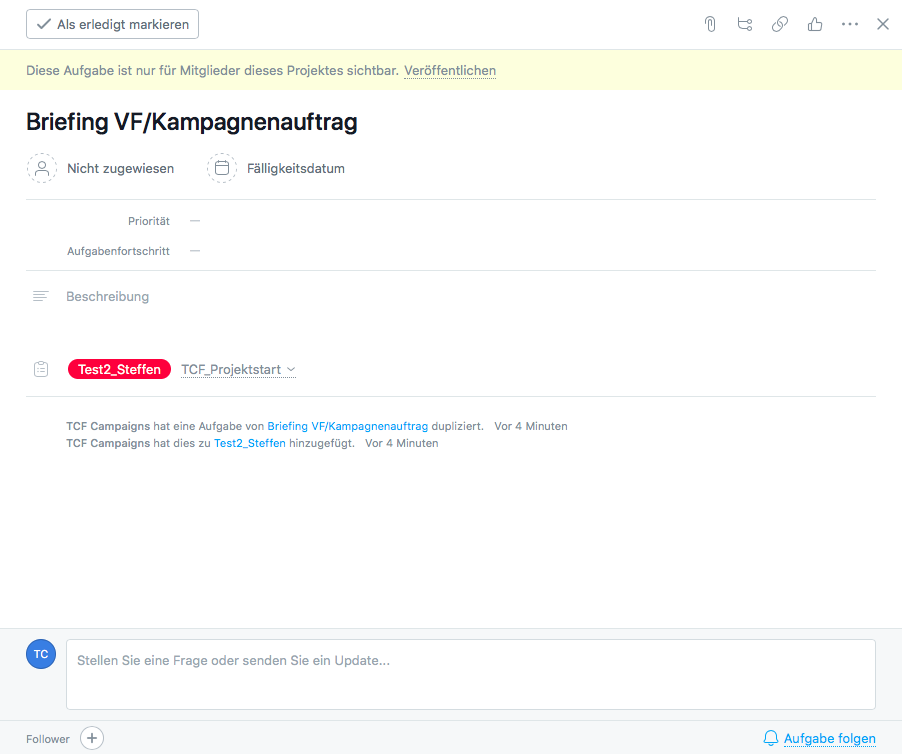 Als erledigt markieren
Diese Aufgabe ist nur für Mitglieder dieses Projektes sichtbar. Veröffentlichen
Briefing VF/Kampagnenauftrag
Nicht zugewiesen Fälligkeitsdatum
Priorität —
Aufgabenfortschritt —
Beschreibung
Test2_Steffen TCF_Projektstart
TCF Campaigns hat eine Aufgabe von Briefing VF/Kampagnenauftrag dupliziert. Vor 4 Minuten
TCF Campaigns hat dies zu Test2_Steffen hinzugefügt. Vor 4 Minuten
TC Stellen Sie eine Frage oder senden Sie ein Update...
Follower Aufgabe folgen